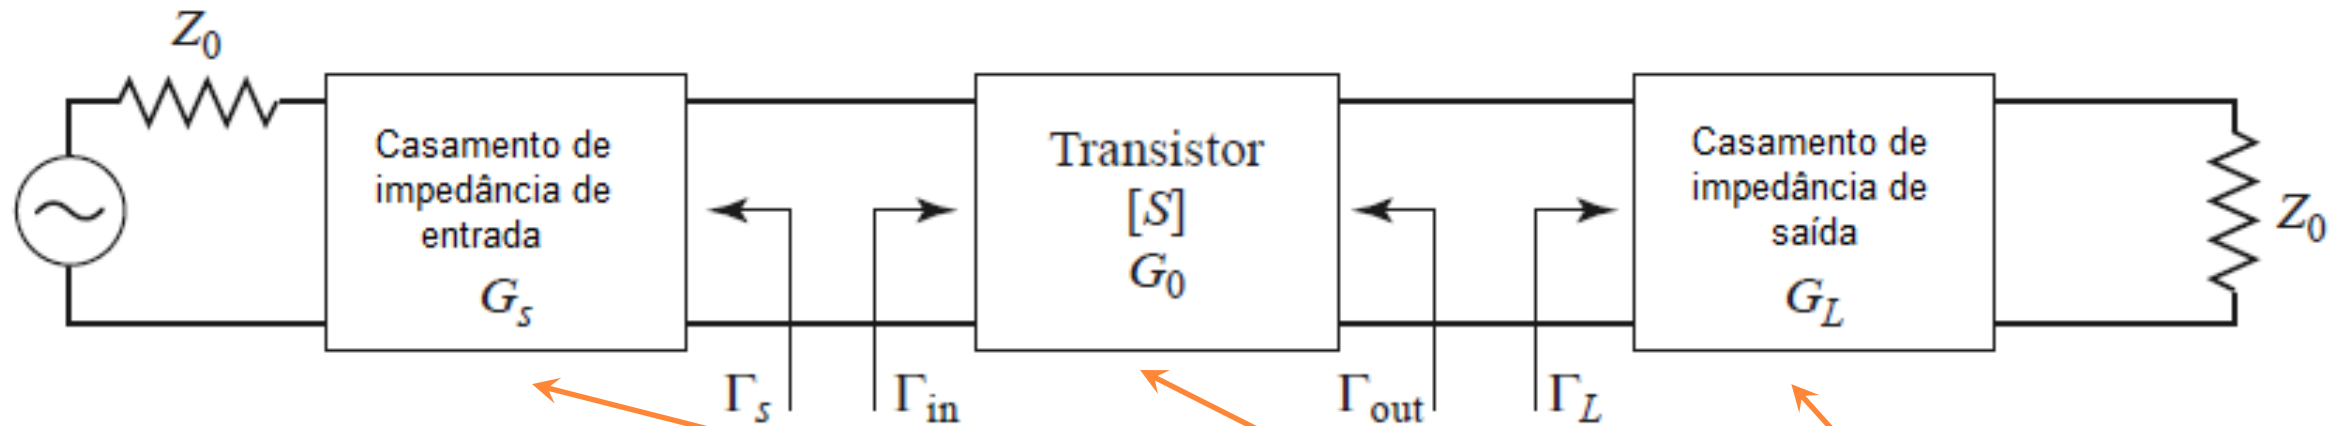 Z0
Casamento de
impedância de
entrada
Gs
Transistor
[S]
G0
Casamento de
impedância de
saída
GL
Z0
Γs
Γin
Γout
ΓL